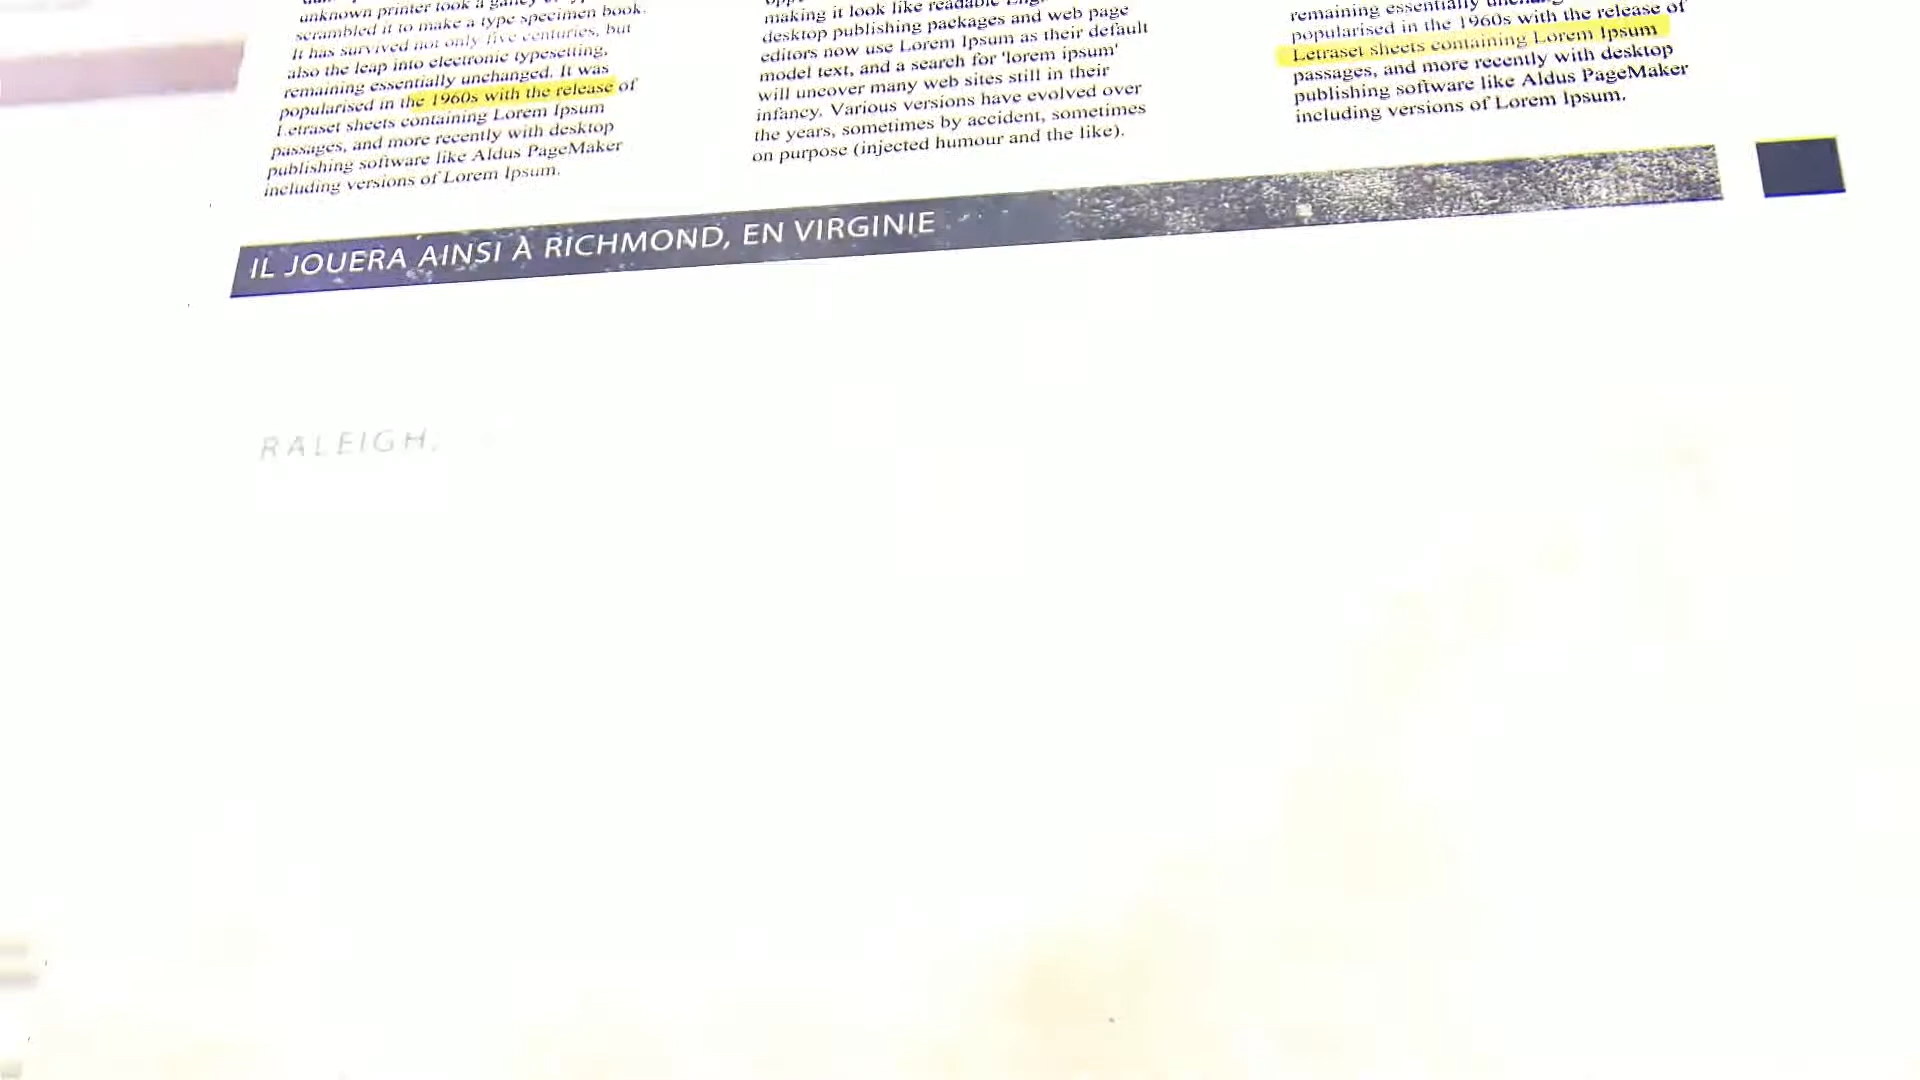 unknown printer took a galley of type
scrambled it to make a type specimen book.
It has survived not only five centuries, but
also the leap into electronic typesetting,
remaining essentially unchanged. It was
popularised in the 1960s with the release of
Letraset sheets containing Lorem Ipsum
passages, and more recently with desktop
publishing software like Aldus PageMaker
including versions of Lorem Ipsum.
making it look like readable
desktop publishing packages and web page
editors now use Lorem Ipsum as their default
model text, and a search for 'lorem ipsum'
will uncover many web sites still in their
infancy. Various versions have evolved over
the years, sometimes by accident, sometimes
on purpose (injected humour and the like).
remaining essentially
popularised in the 1960s with the release of
Letraset sheets containing Lorem Ipsum
passages, and more recently with desktop
publishing software like Aldus PageMaker
including versions of Lorem Ipsum.
IL JOUERA AINSI À RICHMOND, EN VIRGINIE
RALEIGH,